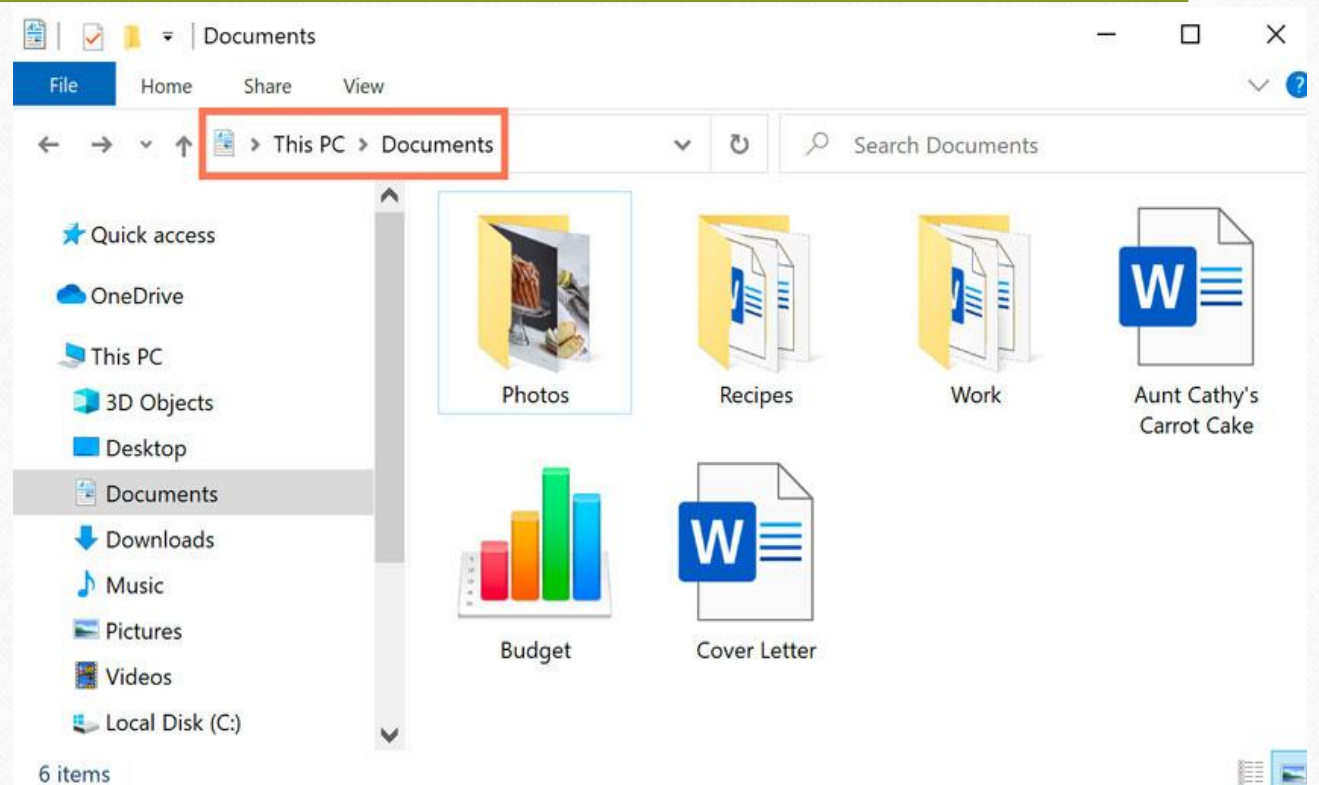 Documents
File Home Share View
This PC > Documents
Search Documents
Quick access
OneDrive
This PC
3D Objects
Desktop
Documents
Downloads
Music
Pictures
Videos
Local Disk (C:)
Photos
Recipes
Work
Aunt Cathy's
Carrot Cake
Budget
Cover Letter
6 items